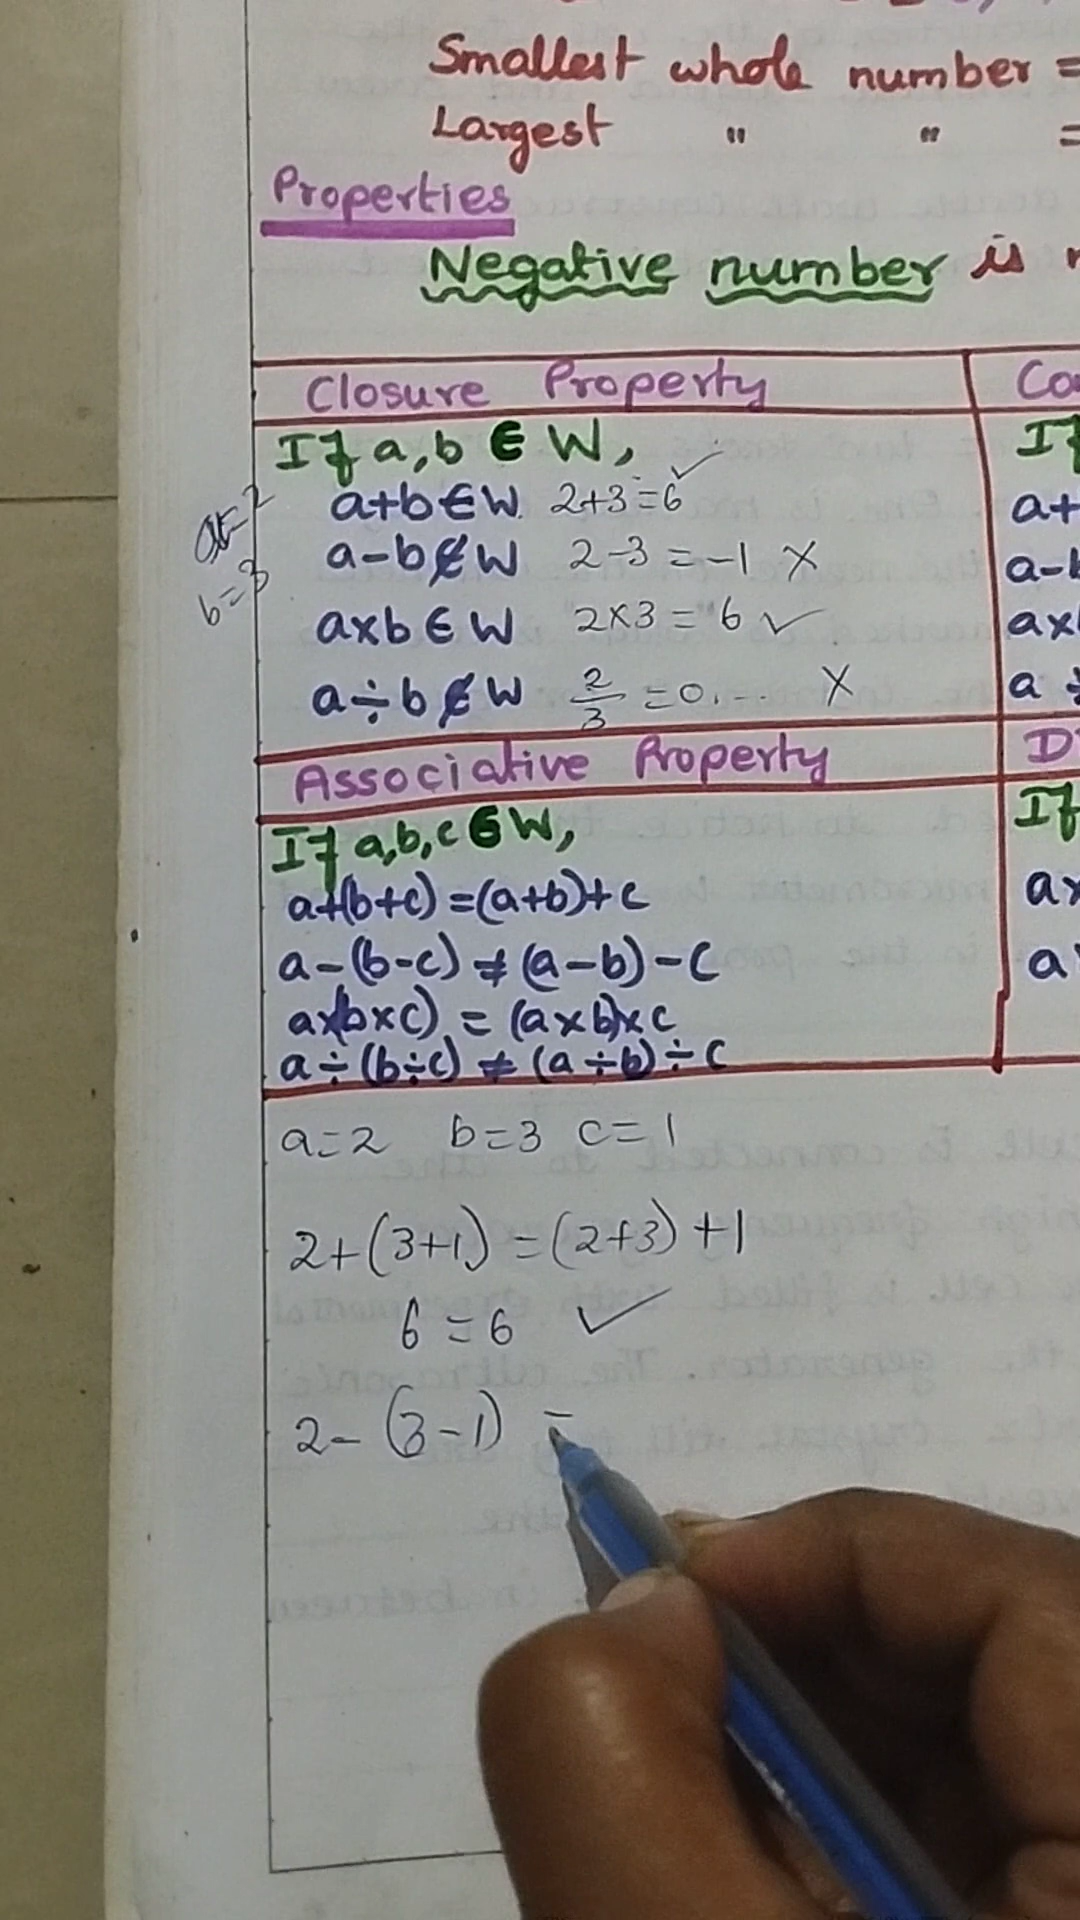 Smallest whole number =
Largest " " =
Properties
Negative number is
Closure Property
If a, b ∈ W,
a+b∈W 2+3=6 ✓
a-b∉W 2-3=-1 X
a×b∈W 2×3=6 ✓
a÷b∉W 2/3 =0.-- X
a=2
b=3
If
a+
a-b
a×b
a ÷
Associative Property
If a,b,c∈W,
a+(b+c)=(a+b)+c
a-(b-c)≠(a-b)-c
a×(b×c)=(a×b)×c
a÷(b÷c)≠(a÷b)÷c
If
a×
a
a=2 b=3 c=1
2+(3+1)=(2+3)+1
6=6 ✓
2-(3-1) =